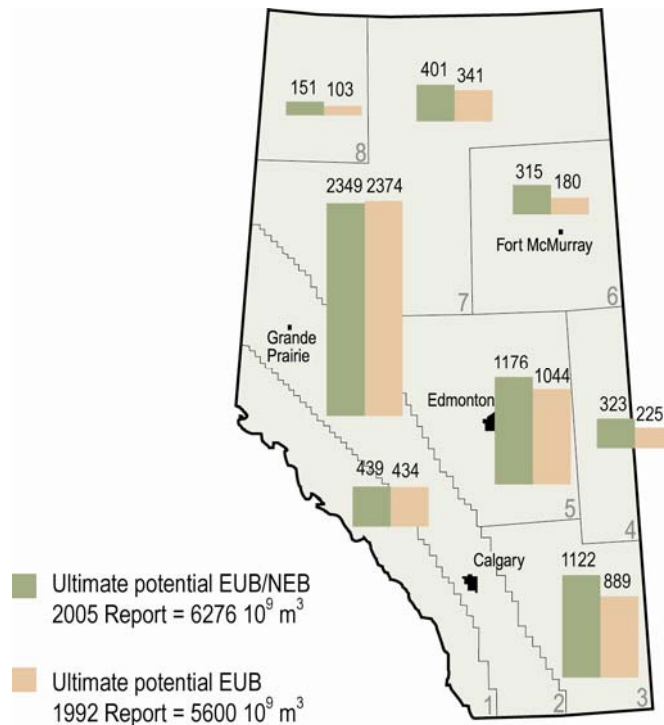 401
341
151
103
8
315
180
2349
2374
Fort McMurray
6
7
Grande
Prairie
1176
1044
Edmonton
323
225
439
434
5
4
Calgary
1122
889
Ultimate potential EUB/NEB
2005 Report = 6276 10⁹ m³
Ultimate potential EUB
1992 Report = 5600 10⁹ m³
1
2
3